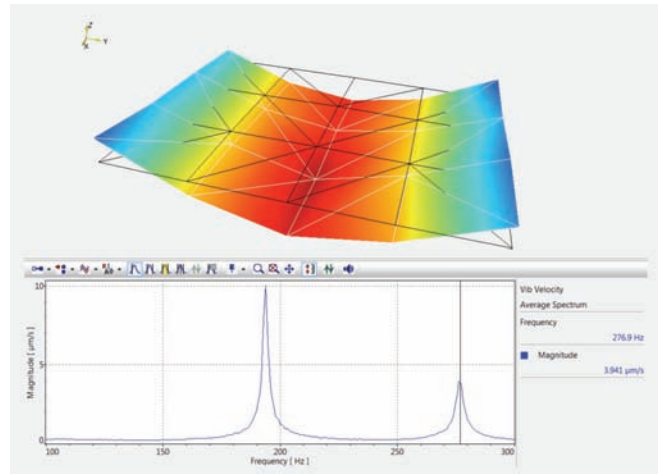 Z
Y
X
Vib Velocity
Average Spectrum
Frequency
276.9 Hz
Magnitude
3.941 µm/s
Magnitude [ µm/s ]
10
5
0
100
150
200
250
300
Frequency [ Hz ]